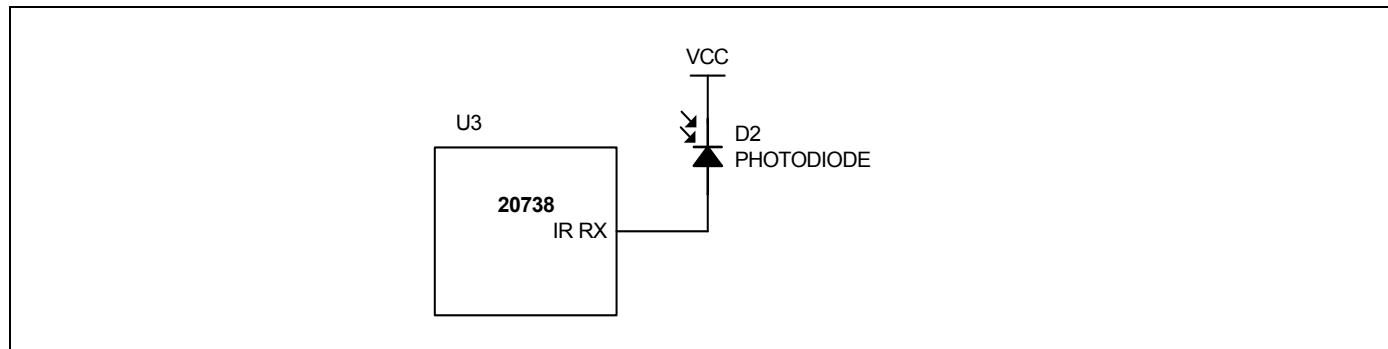 VCC
U3
D2
PHOTODIODE
20738
IR RX